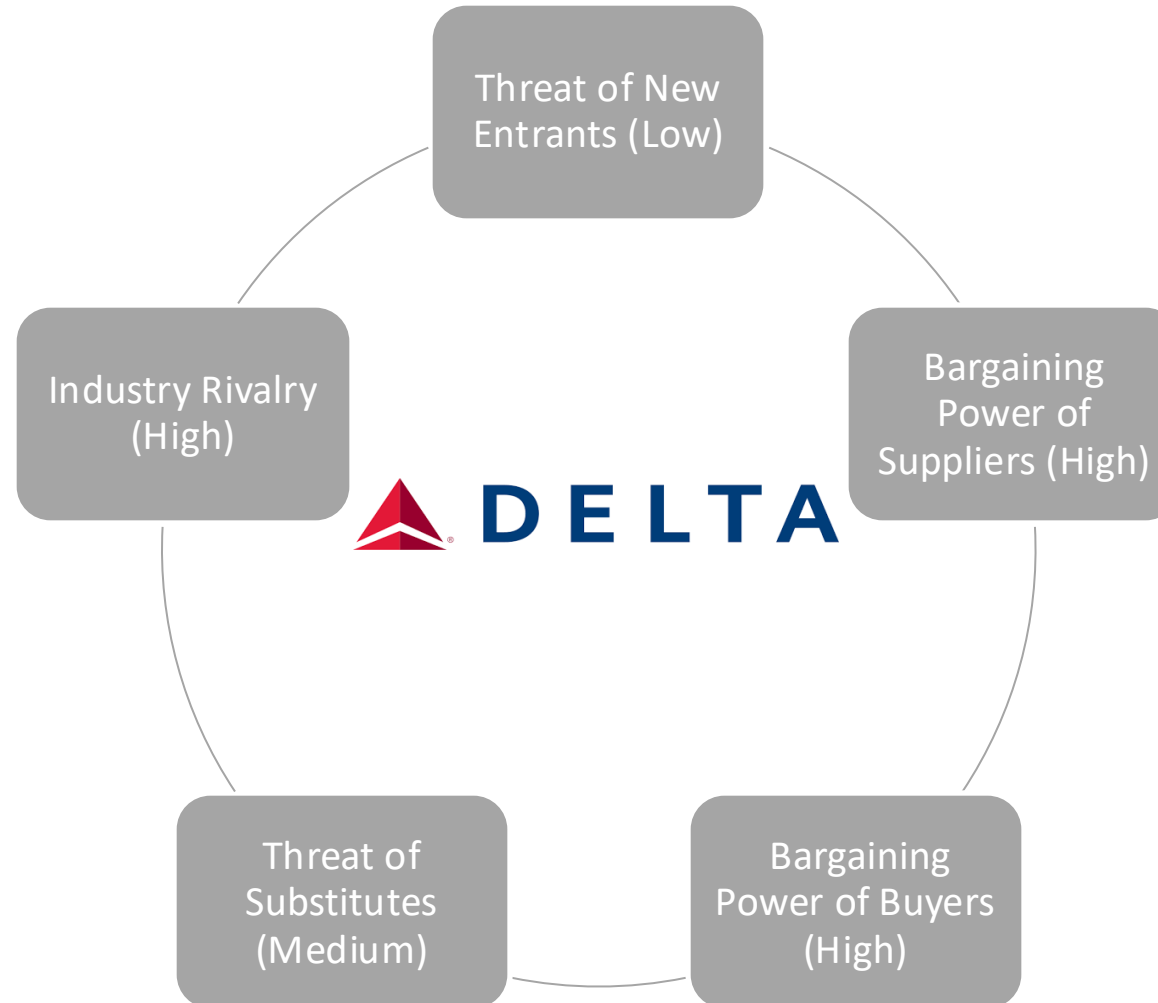 Threat of New
Entrants (Low)
Bargaining
Power of
Suppliers (High)
Bargaining
Power of Buyers
(High)
Threat of
Substitutes
(Medium)
Industry Rivalry
(High)
DELTA
®